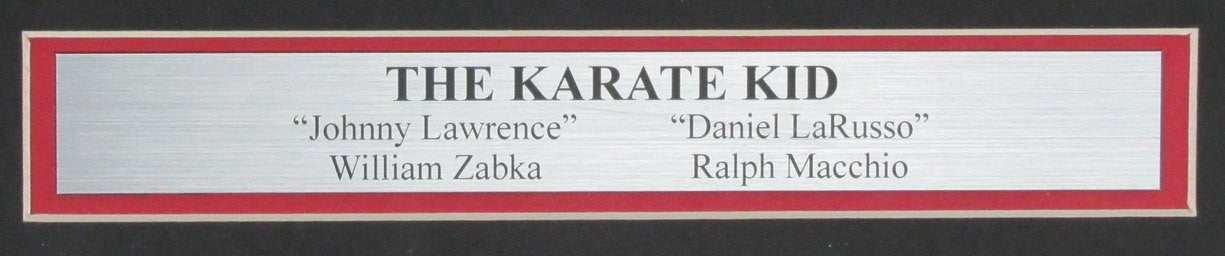 THE KARATE KID
“Johnny Lawrence” “Daniel LaRusso”
William Zabka Ralph Macchio